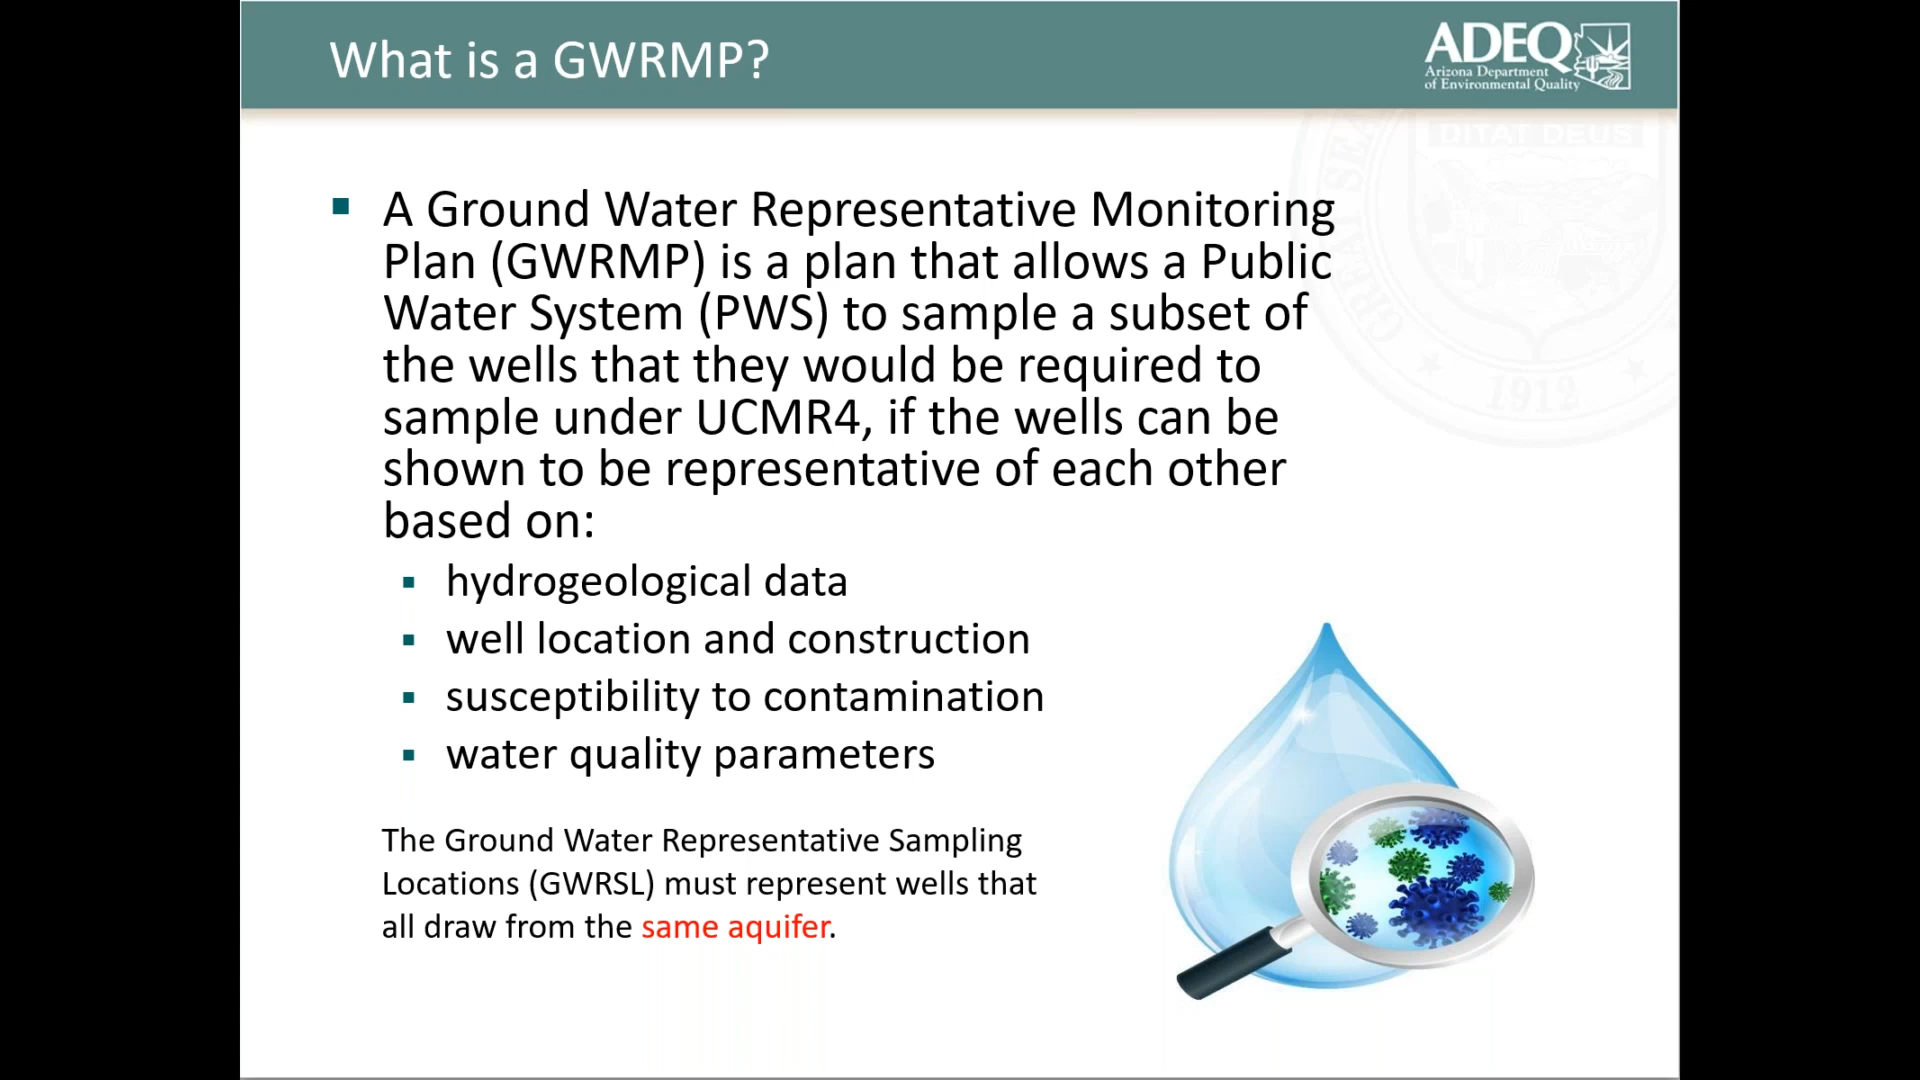 What is a GWRMP?
ADEQ
Arizona Department
of Environmental Quality
DITAT DEUS
GREAT SEA
1912
▪ A Ground Water Representative Monitoring
Plan (GWRMP) is a plan that allows a Public
Water System (PWS) to sample a subset of
the wells that they would be required to
sample under UCMR4, if the wells can be
shown to be representative of each other
based on:
▪ hydrogeological data
▪ well location and construction
▪ susceptibility to contamination
▪ water quality parameters
The Ground Water Representative Sampling
Locations (GWRSL) must represent wells that
all draw from the same aquifer.